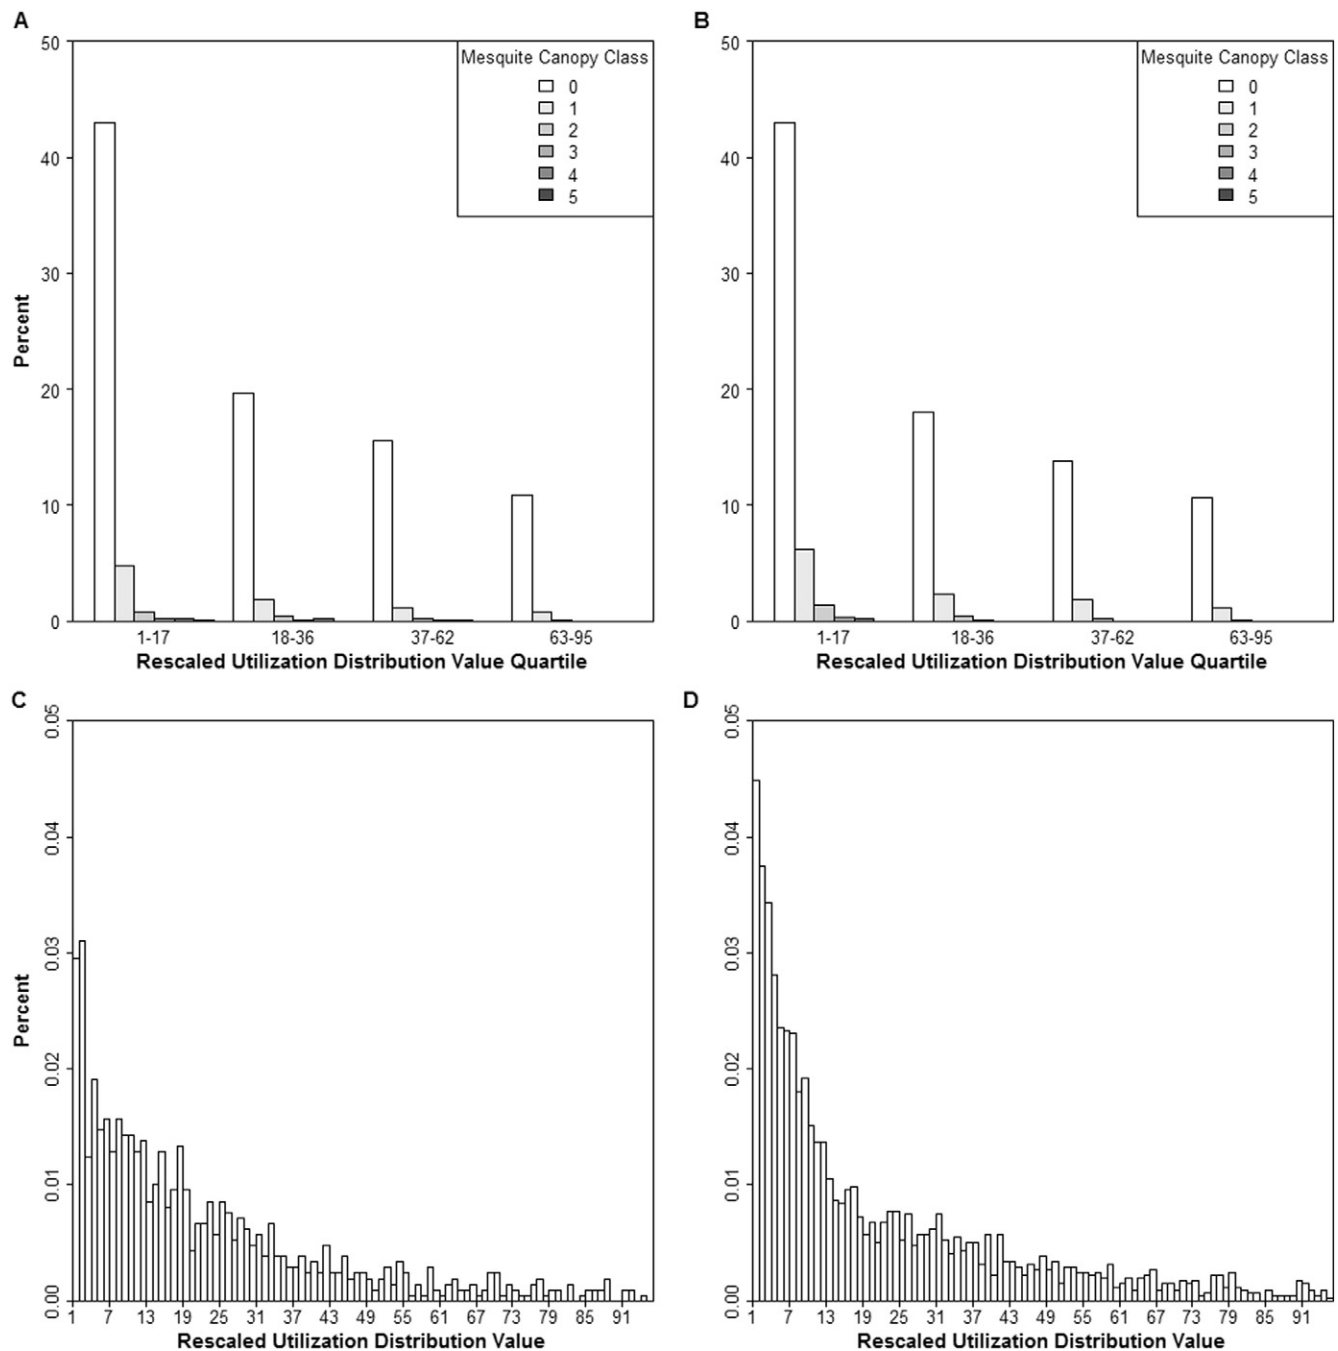 A
50
40
30
20
10
0
Percent
Mesquite Canopy Class
0
1
2
3
4
5
1-17 18-36 37-62 63-95
Rescaled Utilization Distribution Value Quartile
B
50
40
30
20
10
0
Mesquite Canopy Class
0
1
2
3
4
5
1-17 18-36 37-62 63-95
Rescaled Utilization Distribution Value Quartile
C
0.05
0.04
0.03
0.02
0.01
0.00
Percent
1 7 13 19 25 31 37 43 49 55 61 67 73 79 85 91
Rescaled Utilization Distribution Value
D
0.05
0.04
0.03
0.02
0.01
0.00
1 7 13 19 25 31 37 43 49 55 61 67 73 79 85 91
Rescaled Utilization Distribution Value